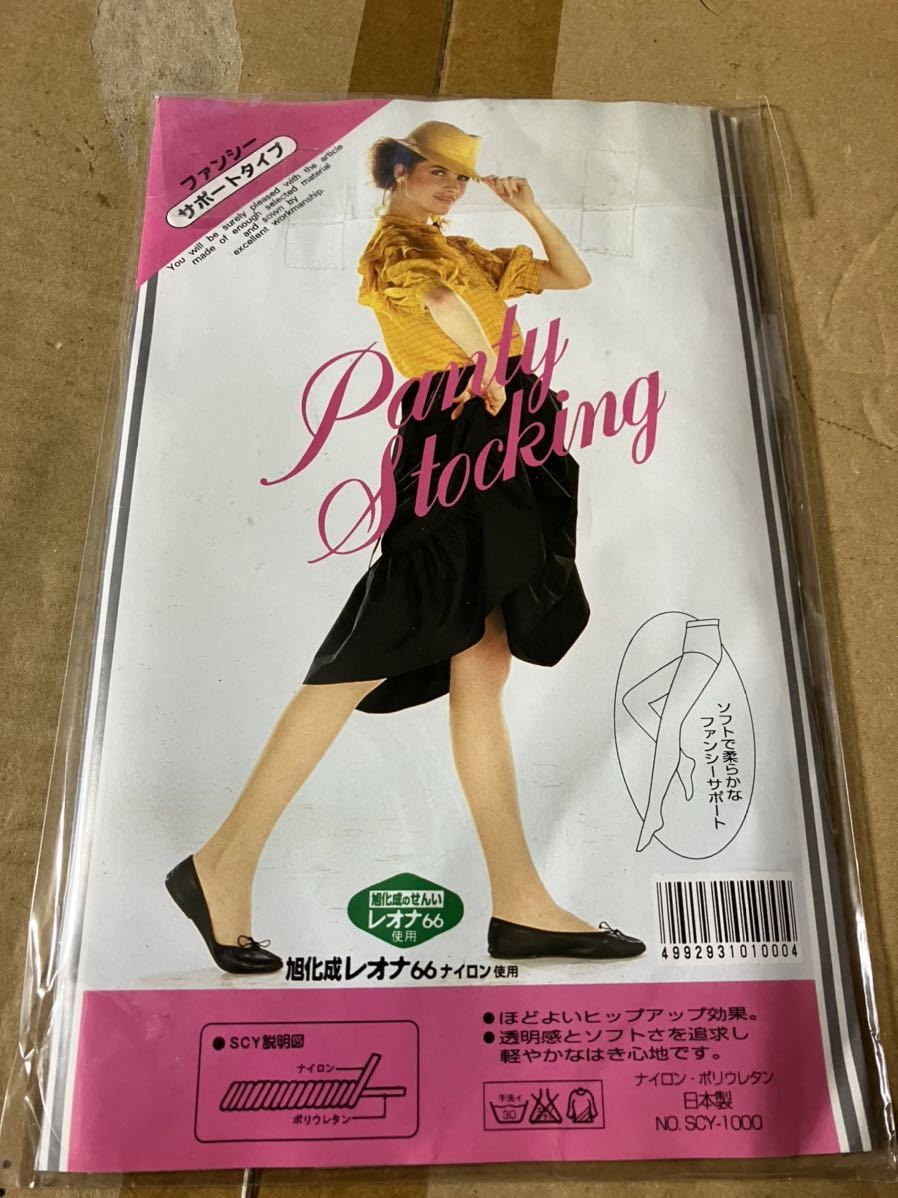 ファンシー
サポートタイプ
You will be surely pleased with the article
made of enough selected material
and sown by
excellent workmanship.
Panty
Stocking
ソフトで柔らかな
ファンシーサポート
旭化成のせんい
レオナ66
使用
旭化成レオナ66ナイロン使用
4992931010004
●SCY説明図
ナイロン
ポリウレタン
●ほどよいヒップアップ効果。
●透明感とソフトさを追求し
軽やかなはき心地です。
手洗イ
30
ナイロン・ポリウレタン
日本製
NO. SCY-1000